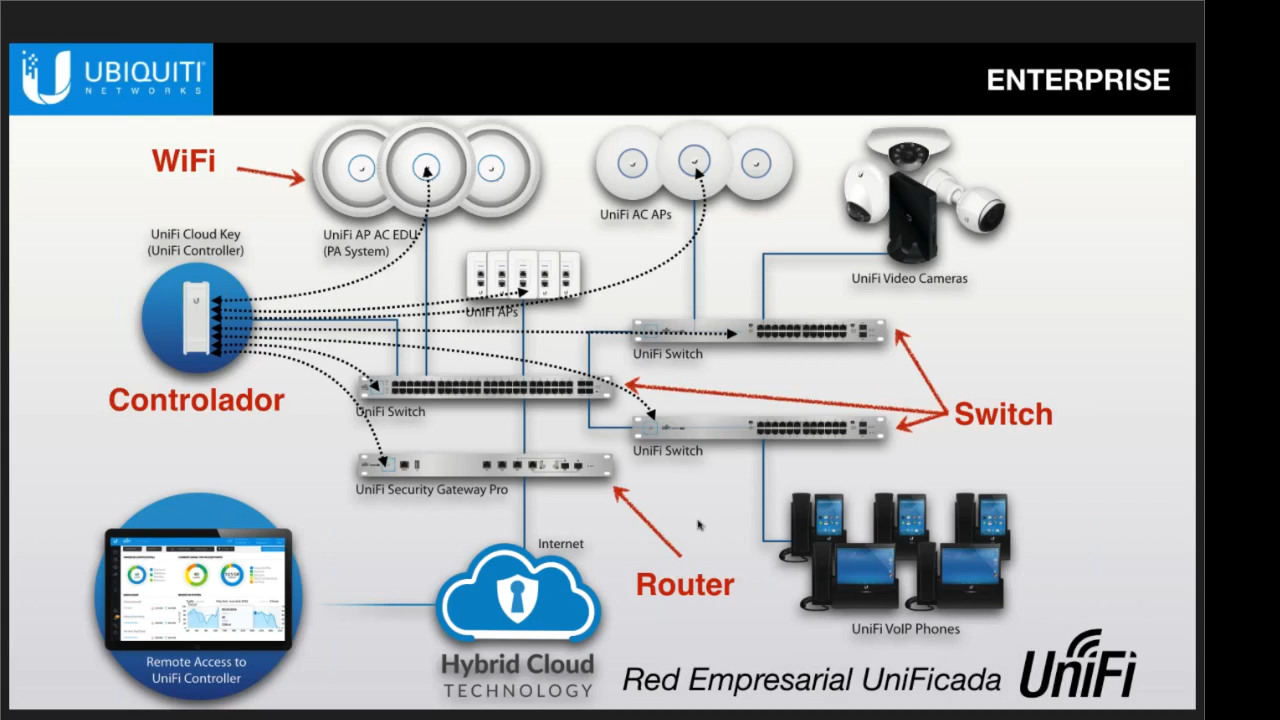 UBIQUITI
NETWORKS
ENTERPRISE
WiFi
UniFi Cloud Key
(UniFi Controller)
UniFi AP AC EDU
(PA System)
UniFi AC APs
UniFi Video Cameras
UniFi APs
UniFi Switch
Controlador
UniFi Switch
Switch
UniFi Switch
UniFi Security Gateway Pro
Internet
Router
UniFi VoIP Phones
Remote Access to
UniFi Controller
Hybrid Cloud
TECHNOLOGY
Red Empresarial UniFicada
UniFi